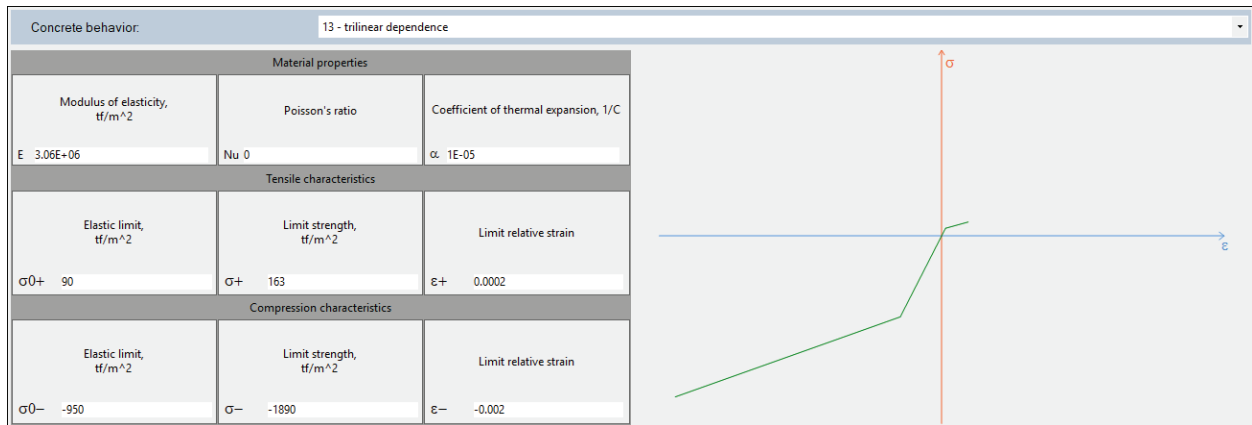 Concrete behavior: 13 - trilinear dependence
Material properties
Modulus of elasticity,
tf/m^2
Poisson's ratio
Coefficient of thermal expansion, 1/C
E 3.06E+06
Nu 0
α 1E-05
Tensile characteristics
Elastic limit,
tf/m^2
Limit strength,
tf/m^2
Limit relative strain
σ0+ 90
σ+ 163
ε+ 0.0002
Compression characteristics
Elastic limit,
tf/m^2
Limit strength,
tf/m^2
Limit relative strain
σ0− -950
σ− -1890
ε− -0.002
σ
ε